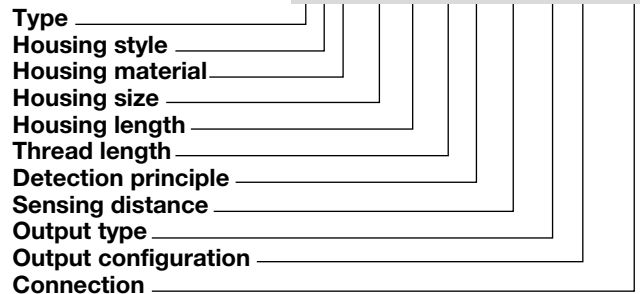 Type
Housing style
Housing material
Housing size
Housing length
Thread length
Detection principle
Sensing distance
Output type
Output configuration
Connection